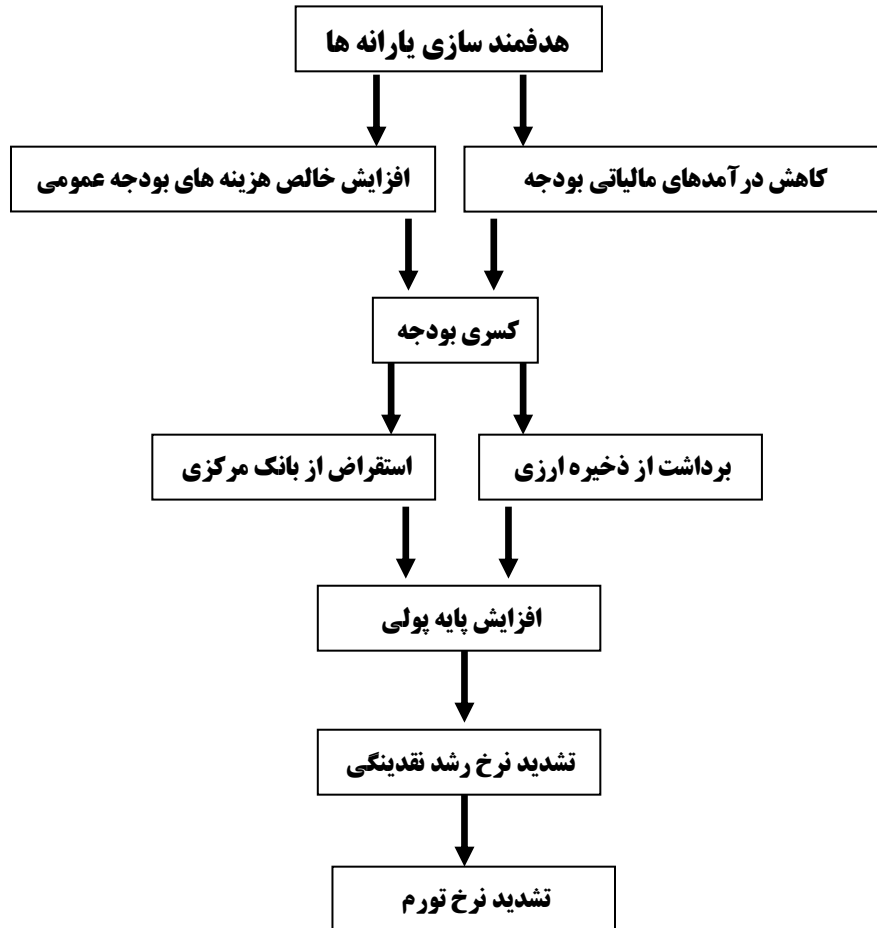 هدفمند سازی یارانه ها
کاهش درآمدهای مالیاتی بودجه
افزایش خالص هزینه های بودجه عمومی
کسری بودجه
برداشت از ذخیره ارزی
استقراض از بانک مرکزی
افزایش پایه پولی
تشدید نرخ رشد نقدینگی
تشدید نرخ تورم